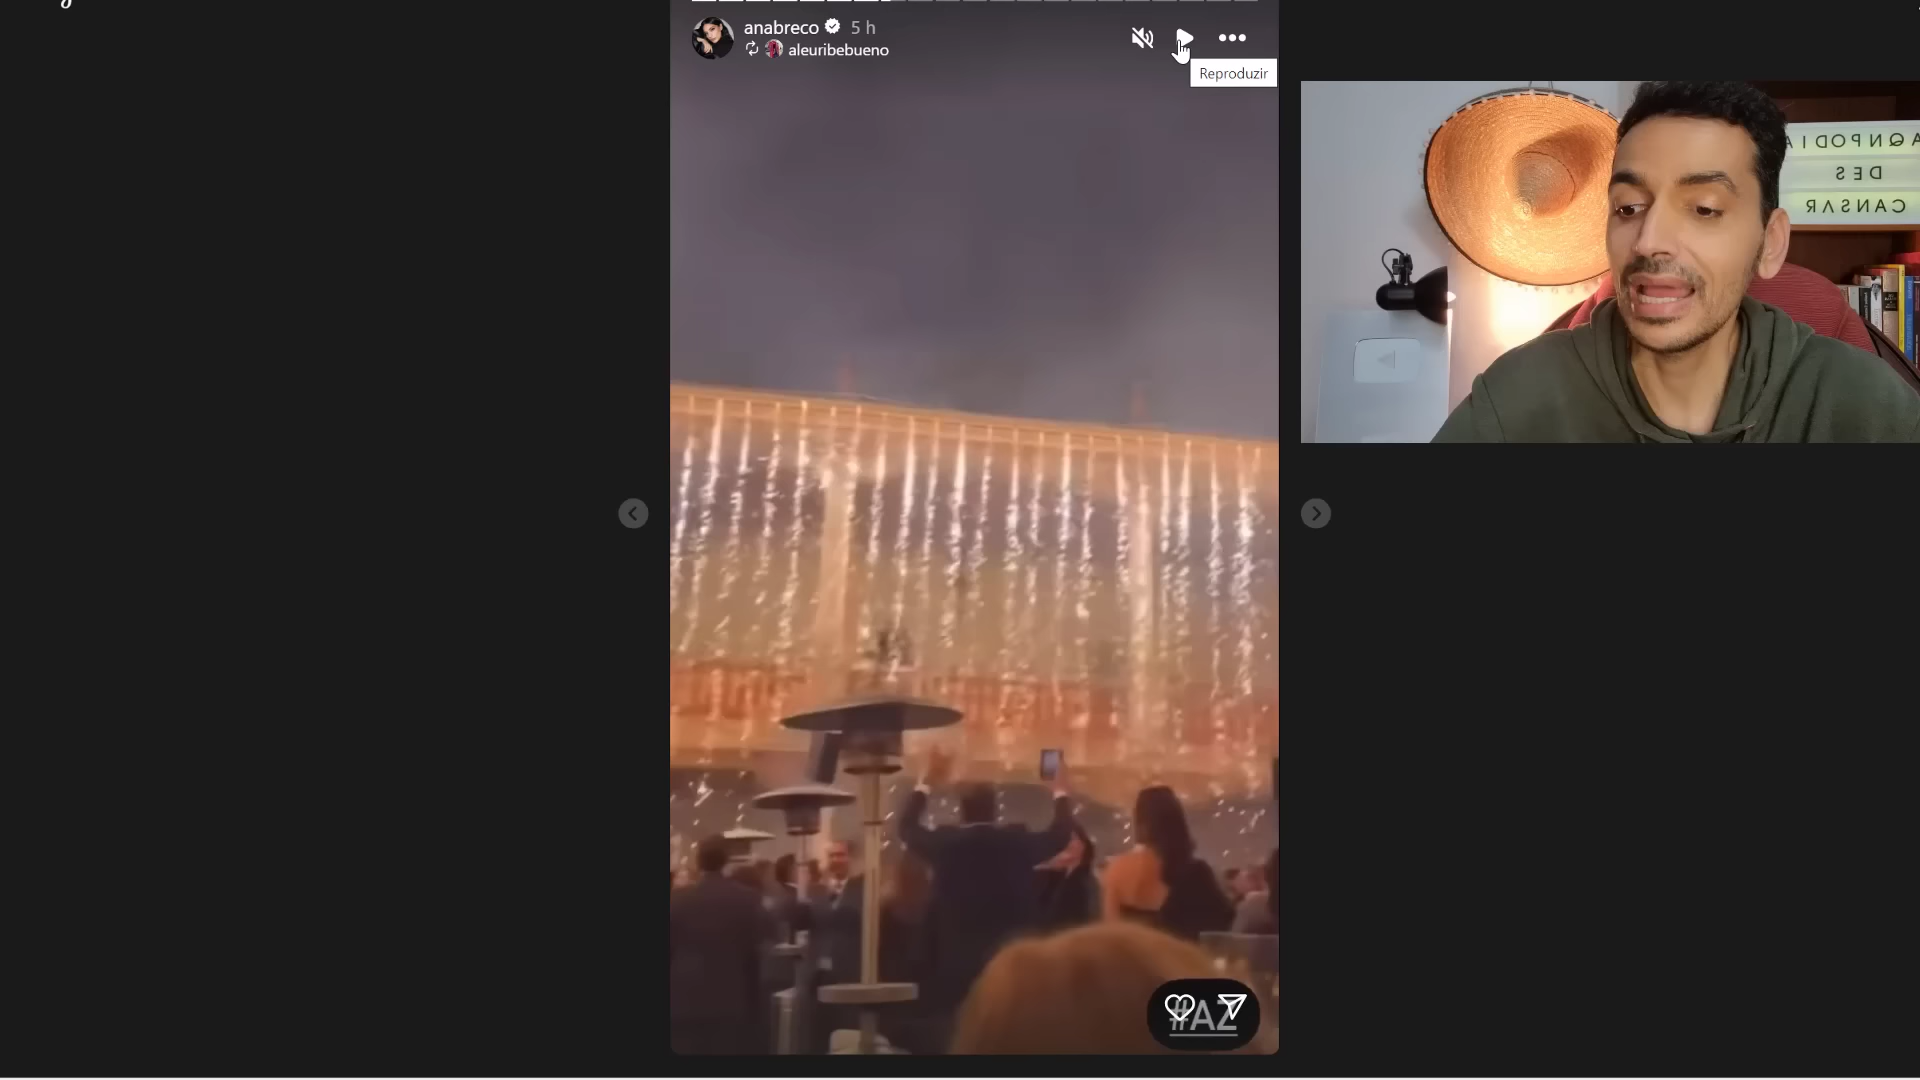 anabreco 5 h
aleuribebueno
Reproduzir
AQNPODIA
DES
CANSAR
#AZ